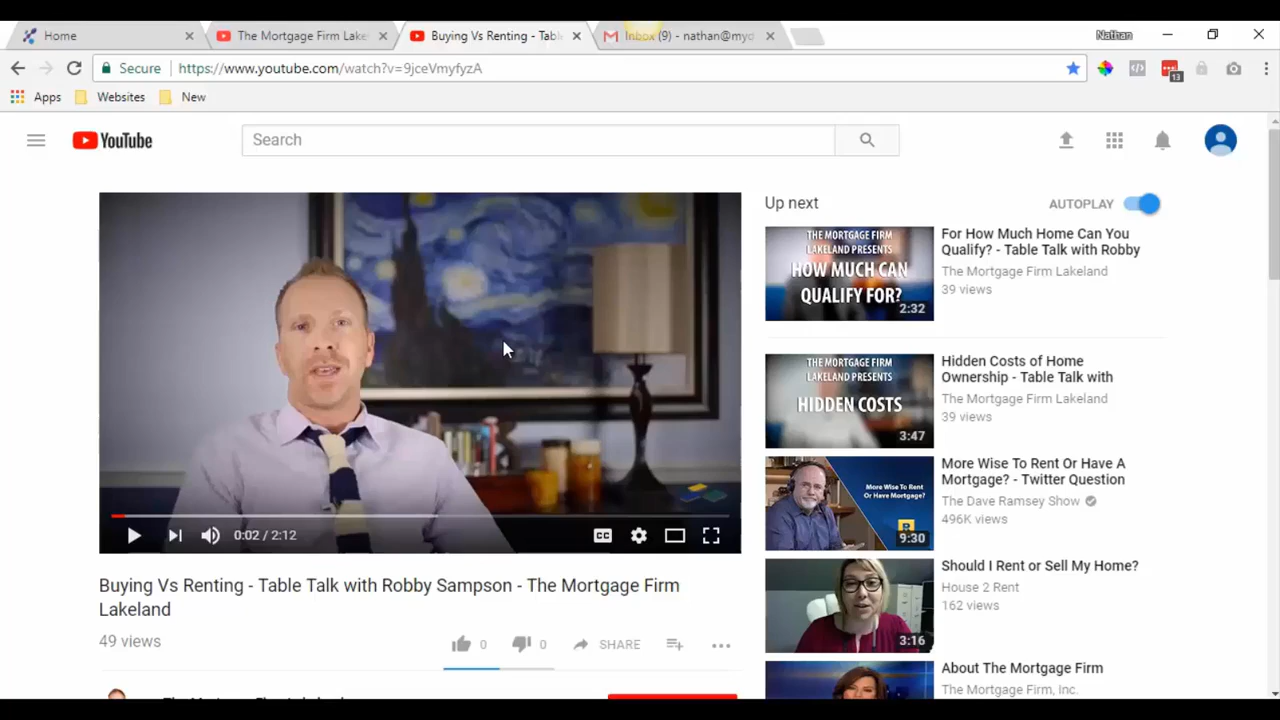 Home
The Mortgage Firm Lake
Buying Vs Renting - Tabl
Inbox (9) - nathan@myd
Nathan
Secure
https://www.youtube.com/watch?v=9jceVmyfyzA
13
Apps
Websites
New
YouTube
Search
Up next
AUTOPLAY
THE MORTGAGE FIRM
LAKELAND PRESENTS
HOW MUCH CAN
QUALIFY FOR?
2:32
For How Much Home Can You
Qualify? - Table Talk with Robby
The Mortgage Firm Lakeland
39 views
THE MORTGAGE FIRM
LAKELAND PRESENTS
HIDDEN COSTS
3:47
Hidden Costs of Home
Ownership - Table Talk with
The Mortgage Firm Lakeland
39 views
More Wise To Rent
Or Have Mortgage?
9:30
More Wise To Rent Or Have A
Mortgage? - Twitter Question
The Dave Ramsey Show
496K views
3:16
Should I Rent or Sell My Home?
House 2 Rent
162 views
About The Mortgage Firm
The Mortgage Firm, Inc.
0:02 / 2:12
CC
Buying Vs Renting - Table Talk with Robby Sampson - The Mortgage Firm
Lakeland
49 views
0
0
SHARE